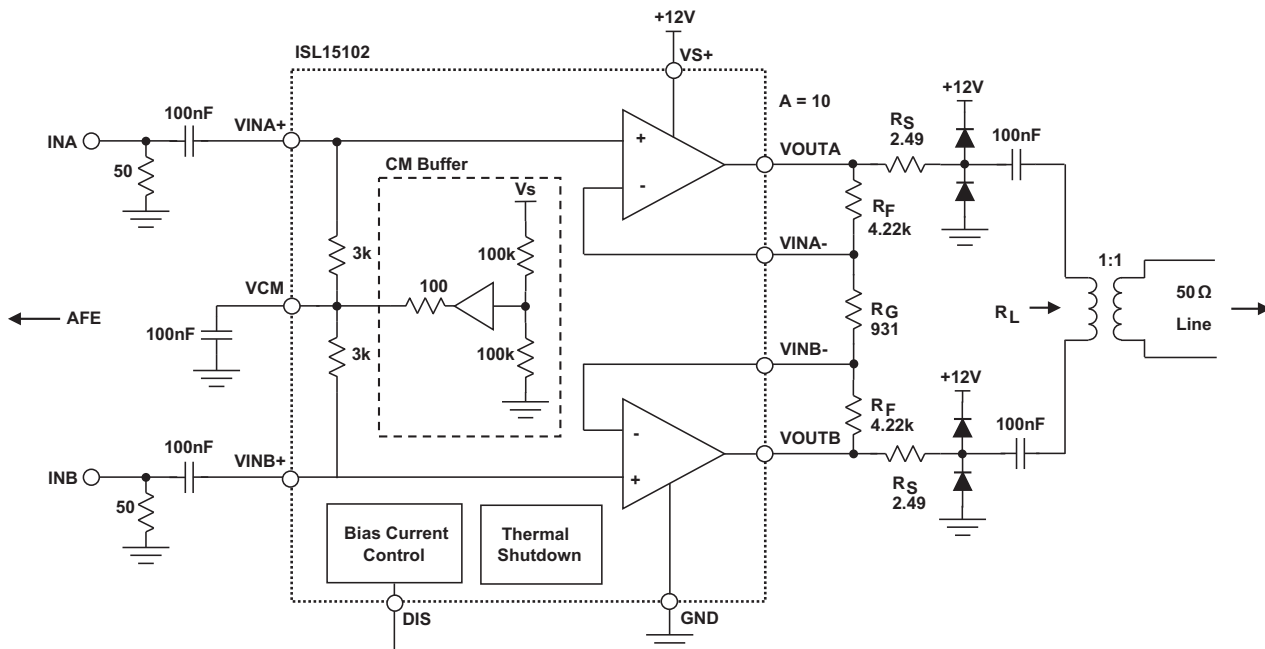 +12V
ISL15102
VS+
A = 10
+12V
100nF
VINA+
RS
2.49
100nF
INA
CM Buffer
+
VOUTA
50
Vs
-
RF
4.22k
3k
100k
VINA-
1:1
VCM
100
AFE
100nF
RG
931
RL
50Ω
Line
3k
100k
VINB-
+12V
RF
4.22k
100nF
100nF
VINB+
-
VOUTB
INB
+
RS
2.49
50
Bias Current
Control
Thermal
Shutdown
DIS
GND